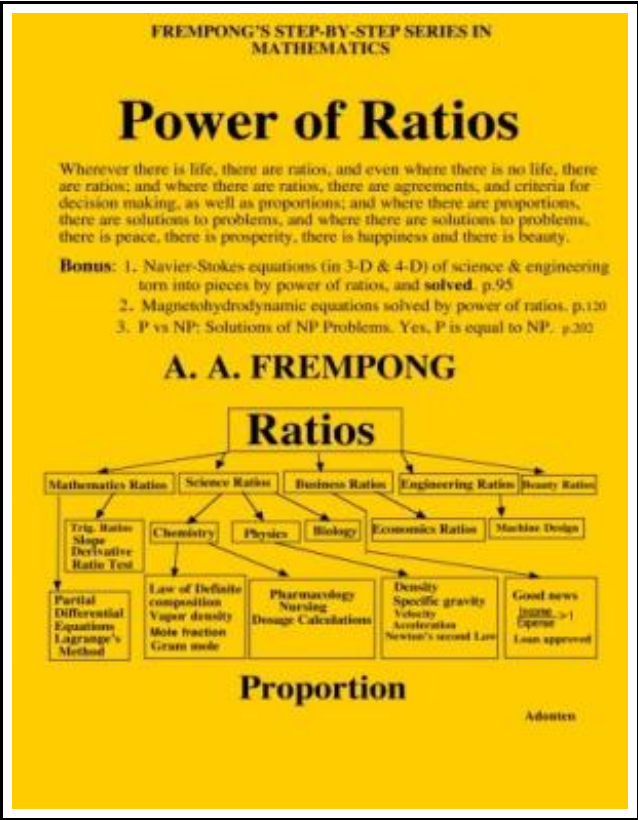 FREMPONG'S STEP-BY-STEP SERIES IN
MATHEMATICS
Power of Ratios
Wherever there is life, there are ratios, and even where there is no life, there
are ratios; and where there are ratios, there are agreements, and criteria for
decision making, as well as proportions; and where there are proportions,
there are solutions to problems, and where there are solutions to problems,
there is peace, there is prosperity, there is happiness and there is beauty.
Bonus: 1. Navier-Stokes equations (in 3-D & 4-D) of science & engineering
torn into pieces by power of ratios, and solved. p.95
2. Magnetohydrodynamic equations solved by power of ratios. p.120
3. P vs NP: Solutions of NP Problems. Yes, P is equal to NP. p.202
A. A. FREMPONG
Ratios
Mathematics Ratios
Science Ratios
Business Ratios
Engineering Ratios
Beauty Ratios
Trig. Ratios
Slope
Derivative
Ratio Test
Chemistry
Physics
Biology
Economics Ratios
Machine Design
Partial
Differential
Equations
Lagrange's
Method
Law of Definite
composition
Vapor density
Mole fraction
Gram mole
Pharmacology
Nursing
Dosage Calculations
Density
Specific gravity
Velocity
Acceleration
Newton's second Law
Good news
Income
Expense >1
Loan approved
Proportion
Adonten